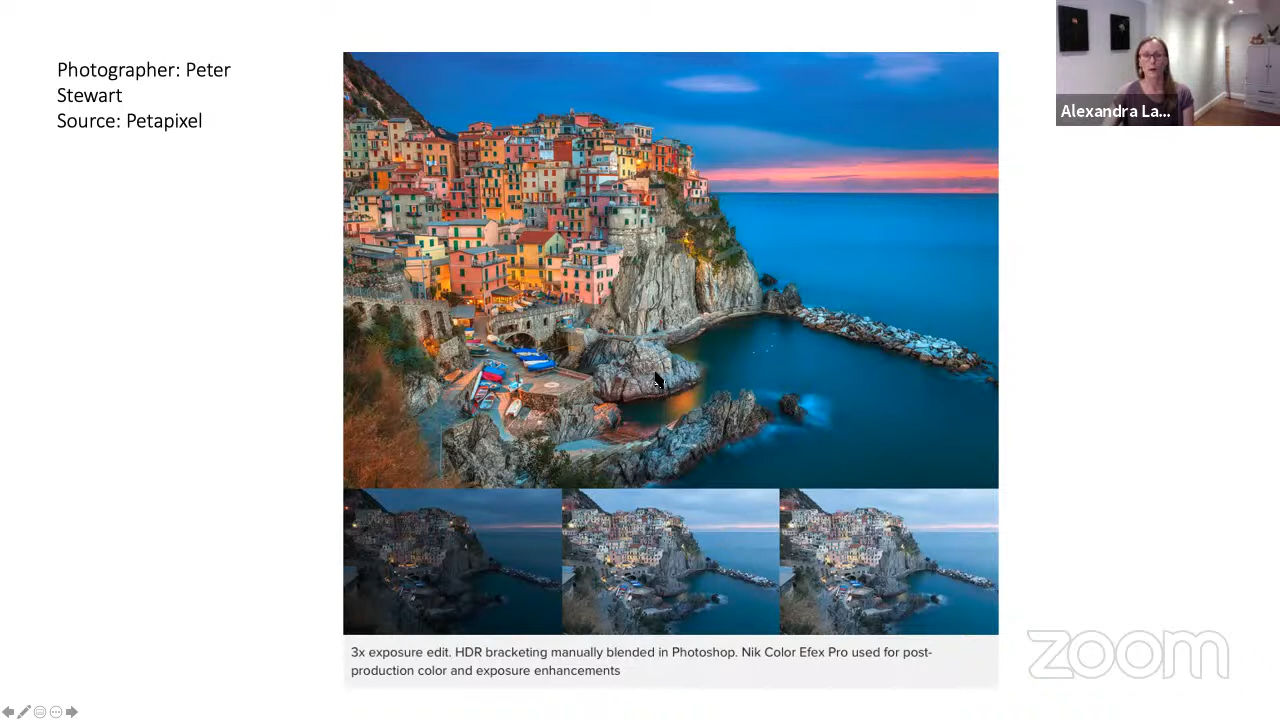 Photographer: Peter
Stewart
Source: Petapixel
Alexandra La...
3x exposure edit. HDR bracketing manually blended in Photoshop. Nik Color Efex Pro used for post-
production color and exposure enhancements
zoom